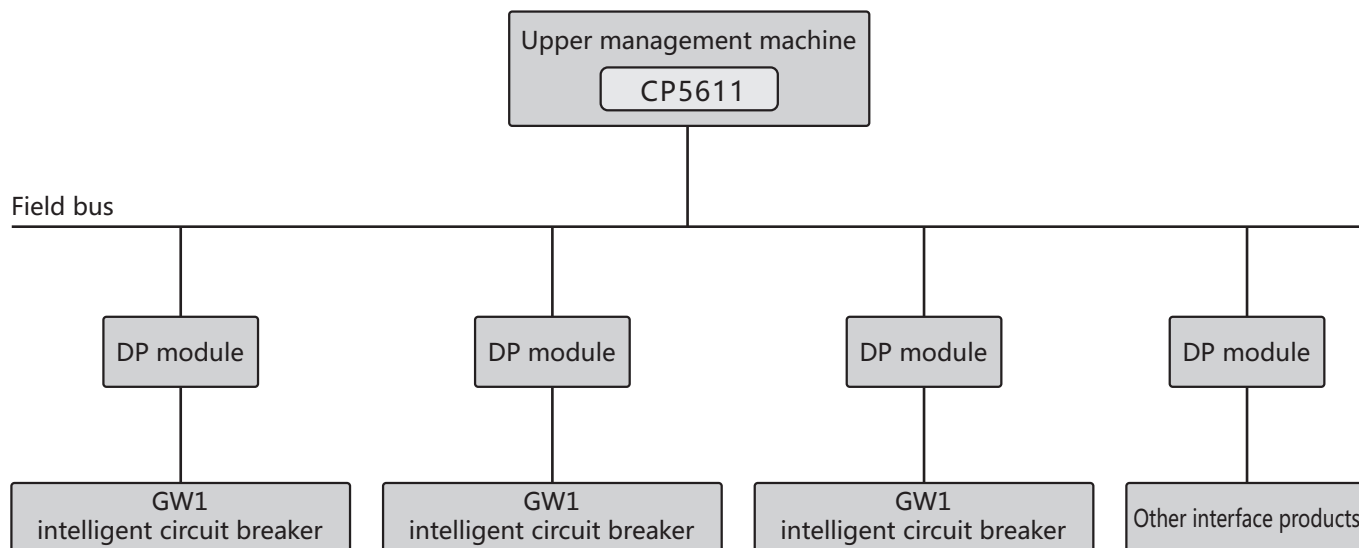 Upper management machine
CP5611
Field bus
DP module
DP module
DP module
DP module
GW1
intelligent circuit breaker
GW1
intelligent circuit breaker
GW1
intelligent circuit breaker
Other interface products